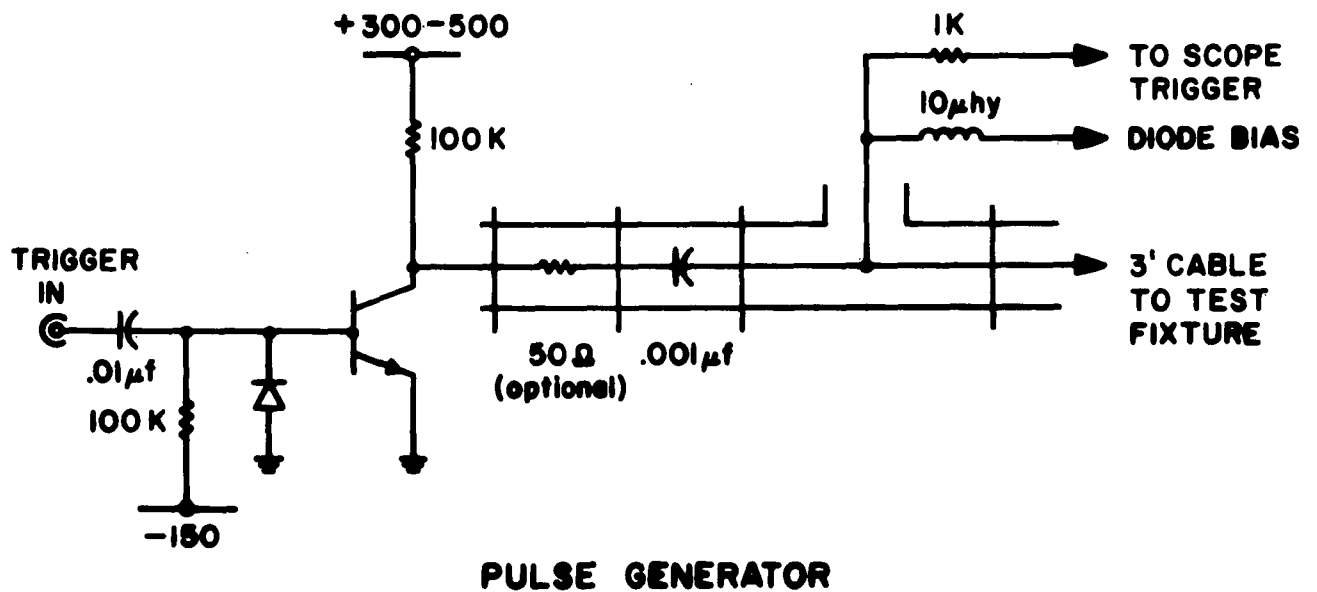 +300-500
100K
1K
TO SCOPE
TRIGGER
10μhy
DIODE BIAS
TRIGGER
IN
.01μf
100K
-150
50Ω
(optional)
.001μf
3' CABLE
TO TEST
FIXTURE
PULSE GENERATOR